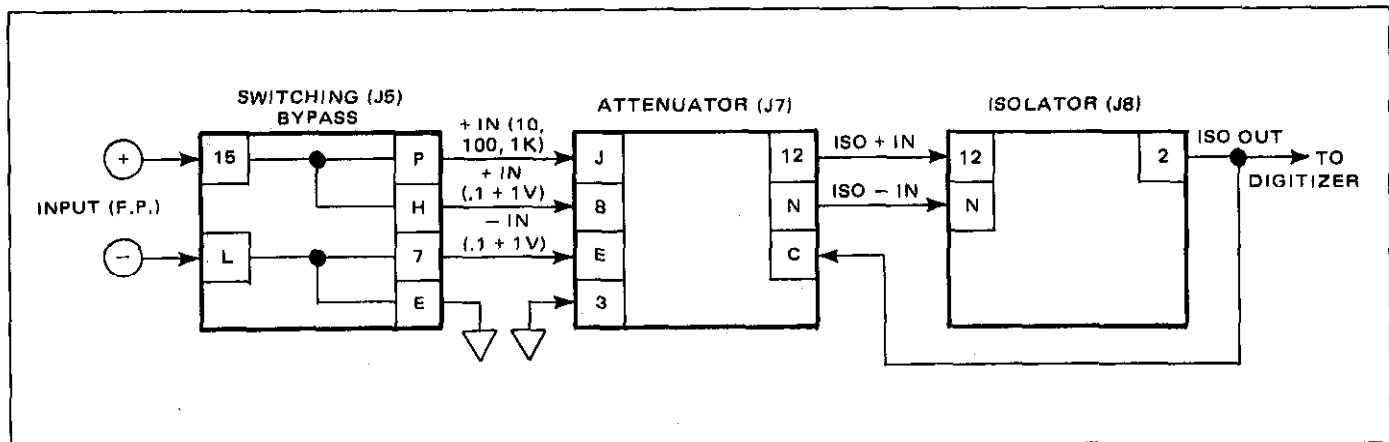 SWITCHING (J5)
BYPASS
ATTENUATOR (J7)
ISOLATOR (J8)
+ IN (10,
100, 1K)
+ IN
(.1 + 1V)
− IN
(.1 + 1V)
ISO + IN
ISO − IN
ISO OUT
TO
DIGITIZER
INPUT (F.P.)
+
−
15
L
P
H
7
E
J
8
E
3
12
N
C
12
N
2